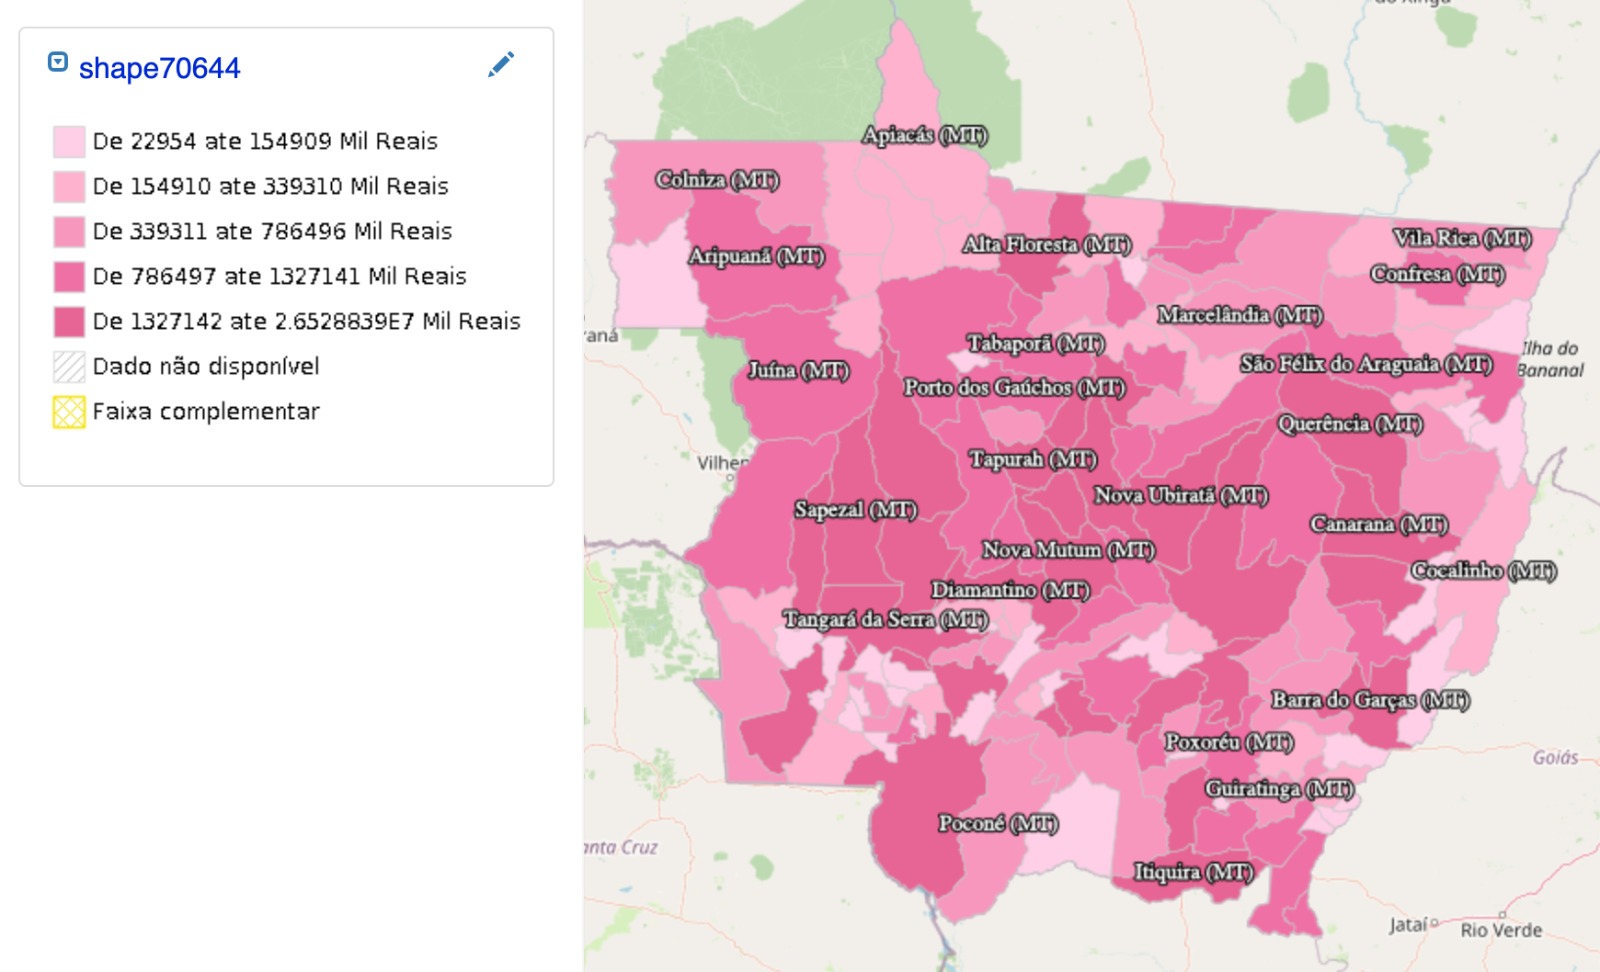 shape70644
De 22954 ate 154909 Mil Reais
De 154910 ate 339310 Mil Reais
De 339311 ate 786496 Mil Reais
De 786497 ate 1327141 Mil Reais
De 1327142 ate 2.6528839E7 Mil Reais
Dado não disponível
Faixa complementar
Apiacás (MT)
Colniza (MT)
Alta Floresta (MT)
Vila Rica (MT)
Aripuanã (MT)
Confresa (MT)
Marcelândia (MT)
Tabaporã (MT)
Ilha do
Bananal
São Félix do Araguaia (MT)
Juína (MT)
Porto dos Gaúchos (MT)
Querência (MT)
Tapurah (MT)
Nova Ubiratã (MT)
Sapezal (MT)
Canarana (MT)
Nova Mutum (MT)
Cocalinho (MT)
Diamantino (MT)
Tangará da Serra (MT)
Barra do Garças (MT)
Poxoréu (MT)
Goiás
Guiratinga (MT)
Poconé (MT)
Itiquira (MT)
Jataí
Rio Verde